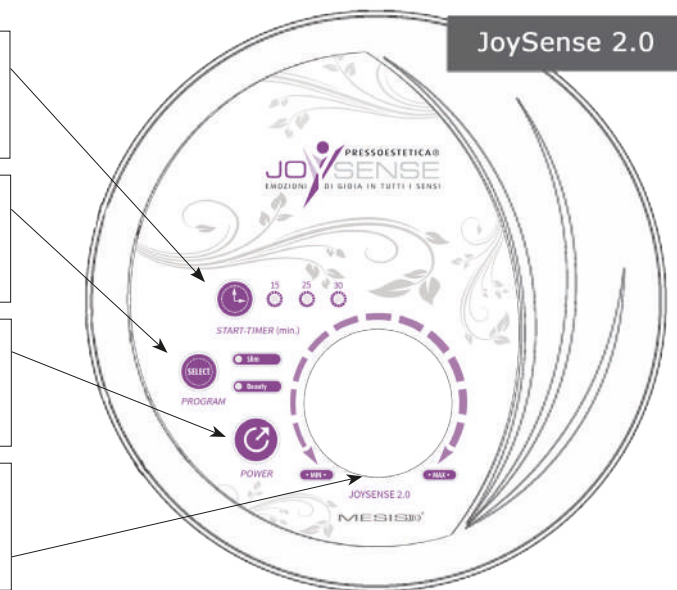 JoySense 2.0
PRESSOESTETICA®
JOYSENSE
EMOZIONI DI GIOIA IN TUTTI I SENSI
15 25 30
START-TIMER (min.)
SELECT
Slim
Beauty
PROGRAM
POWER
• MIN •
• MAX •
JOYSENSE 2.0
MESIS®